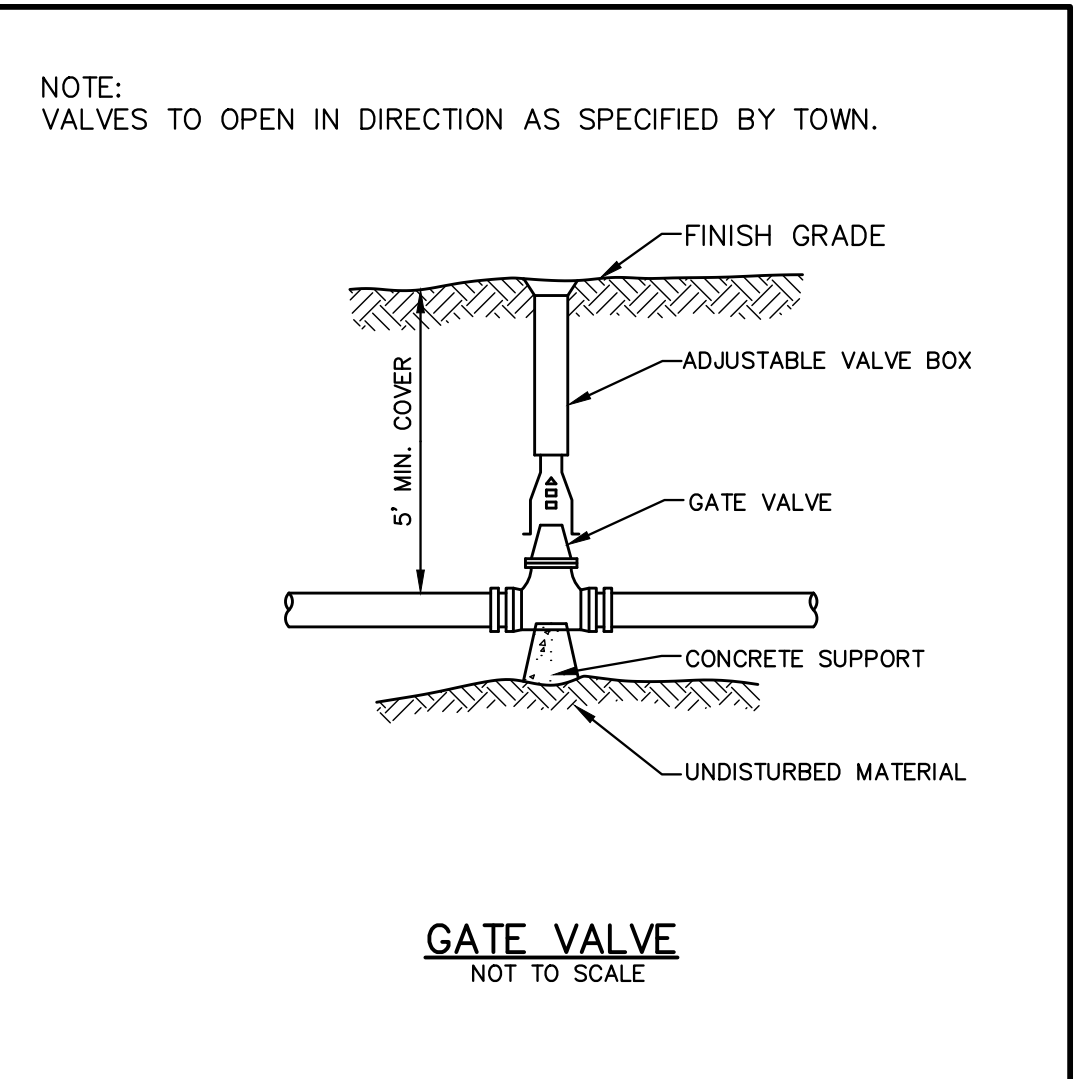 NOTE:
VALVES TO OPEN IN DIRECTION AS SPECIFIED BY TOWN.
FINISH GRADE
ADJUSTABLE VALVE BOX
5' MIN. COVER
GATE VALVE
CONCRETE SUPPORT
UNDISTURBED MATERIAL
GATE VALVE
NOT TO SCALE